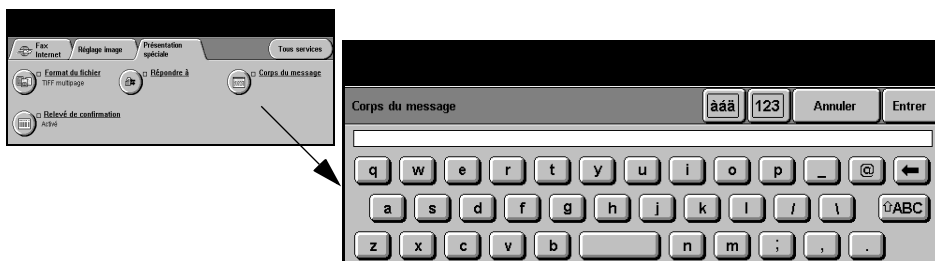 Fax Internet
Réglage image
Présentation spéciale
Tous services
Format du fichier
TIFF multipage
Répondre à
Corps du message
Relevé de confirmation
Activé
Corps du message
àáä
123
Annuler
Entrer
q w e r t y u i o p _ @ ←
a s d f g h j k l / \ ⇧ABC
z x c v b n m ; , .